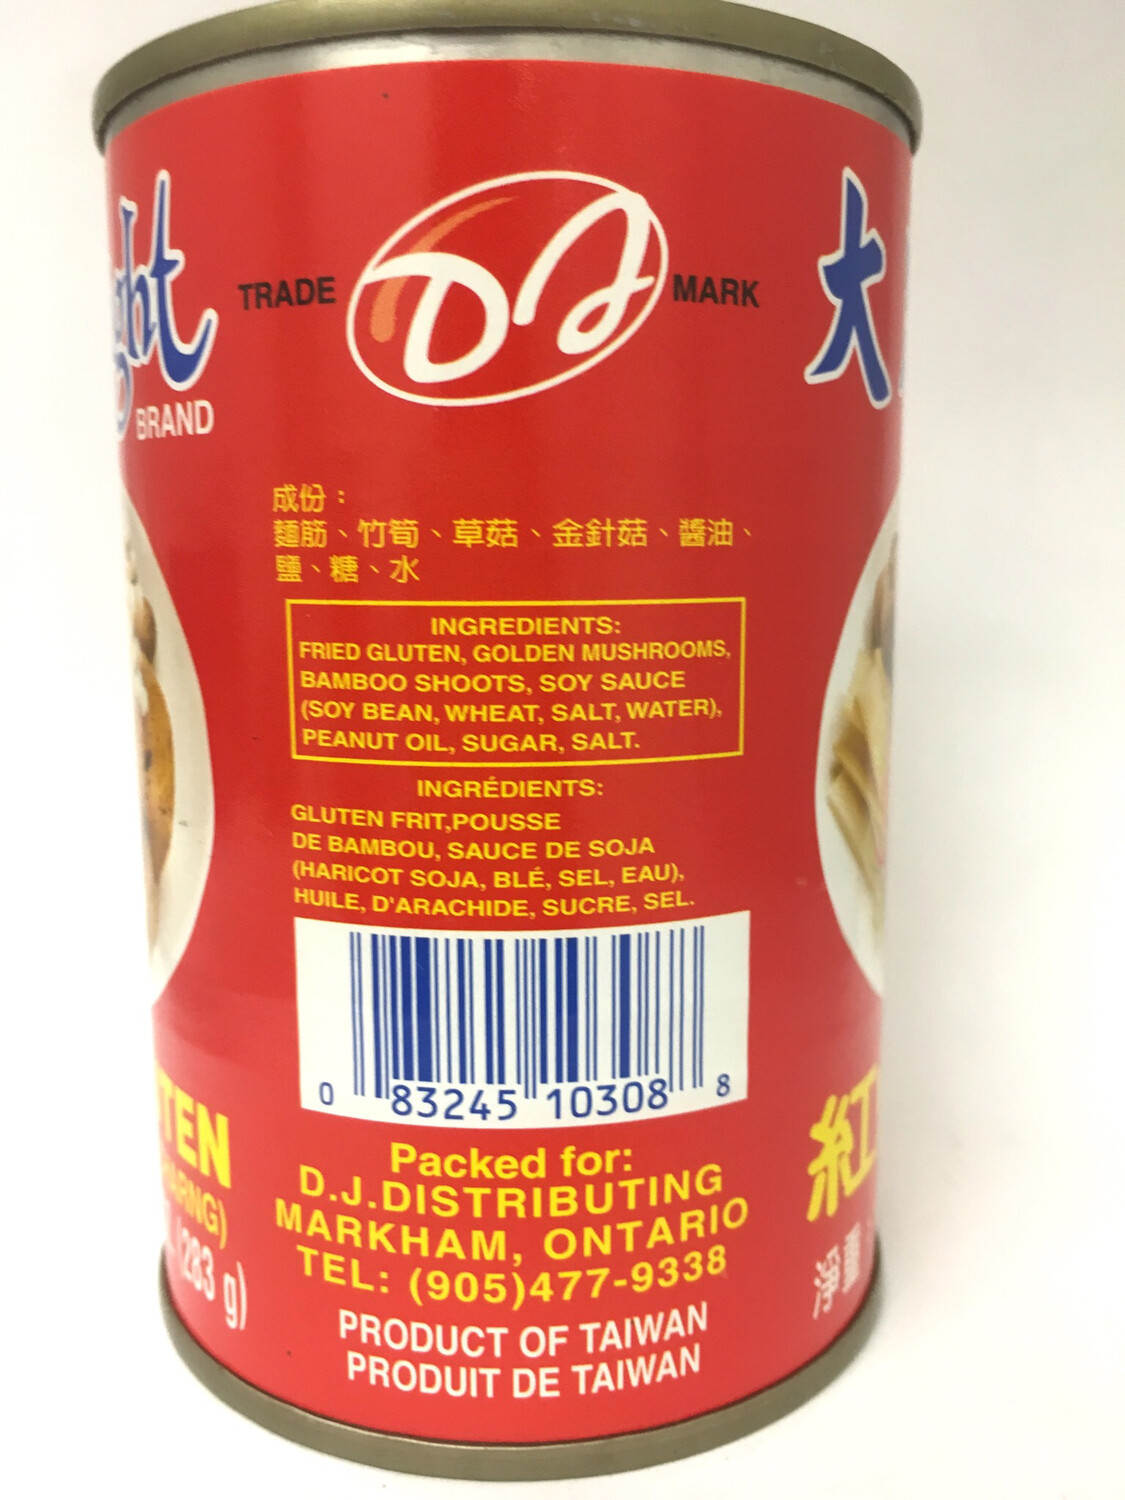 TRADE
DJ
MARK
BRAND
大
成份：
麵筋、竹筍、草菇、金針菇、醬油、
鹽、糖、水
INGREDIENTS:
FRIED GLUTEN, GOLDEN MUSHROOMS,
BAMBOO SHOOTS, SOY SAUCE
(SOY BEAN, WHEAT, SALT, WATER),
PEANUT OIL, SUGAR, SALT.
INGRÉDIENTS:
GLUTEN FRIT,POUSSE
DE BAMBOU, SAUCE DE SOJA
(HARICOT SOJA, BLÉ, SEL, EAU),
HUILE, D'ARACHIDE, SUCRE, SEL.
0 83245 10308 8
Packed for:
D.J.DISTRIBUTING
MARKHAM, ONTARIO
TEL: (905)477-9338
PRODUCT OF TAIWAN
PRODUIT DE TAIWAN
(283 g)
紅
淨重